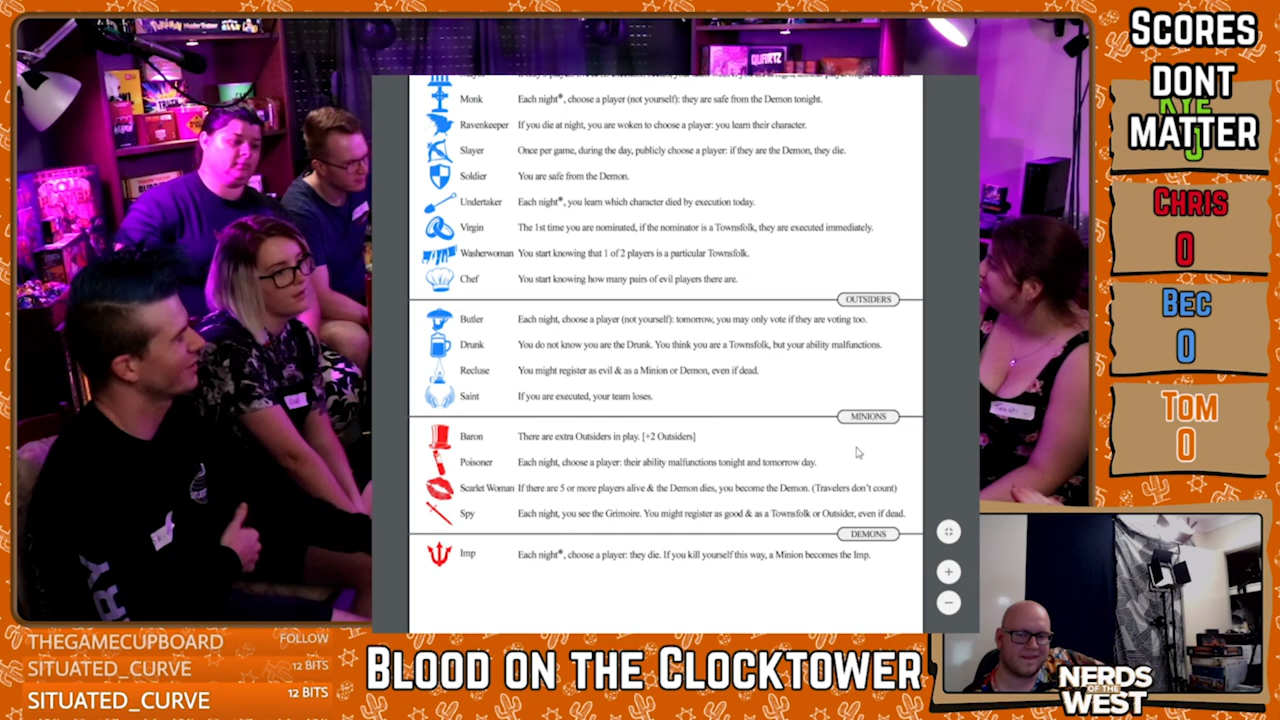 SCORES
DONT
MATTER
0
CHRIS
0
BEC
0
TOM
0
QUARTZ
TRUTH
Monk Each night*, choose a player (not yourself): they are safe from the Demon tonight.
Ravenkeeper If you die at night, you are woken to choose a player: you learn their character.
Slayer Once per game, during the day, publicly choose a player: if they are the Demon, they die.
Soldier You are safe from the Demon.
Undertaker Each night*, you learn which character died by execution today.
Virgin The 1st time you are nominated, if the nominator is a Townsfolk, they are executed immediately.
Washerwoman You start knowing that 1 of 2 players is a particular Townsfolk.
Chef You start knowing how many pairs of evil players there are.
OUTSIDERS
Butler Each night, choose a player (not yourself): tomorrow, you may only vote if they are voting too.
Drunk You do not know you are the Drunk. You think you are a Townsfolk, but your ability malfunctions.
Recluse You might register as evil & as a Minion or Demon, even if dead.
Saint If you are executed, your team loses.
MINIONS
Baron There are extra Outsiders in play. [+2 Outsiders]
Poisoner Each night, choose a player: their ability malfunctions tonight and tomorrow day.
Scarlet Woman If there are 5 or more players alive & the Demon dies, you become the Demon. (Travelers don't count)
Spy Each night, you see the Grimoire. You might register as good & as a Townsfolk or Outsider, even if dead.
DEMONS
Imp Each night*, choose a player: they die. If you kill yourself this way, a Minion becomes the Imp.
THEGAMECUPBOARD FOLLOW
SITUATED_CURVE 12 BITS
SITUATED_CURVE 12 BITS
BLOOD ON THE CLOCKTOWER
NERDS
OF THE
WEST